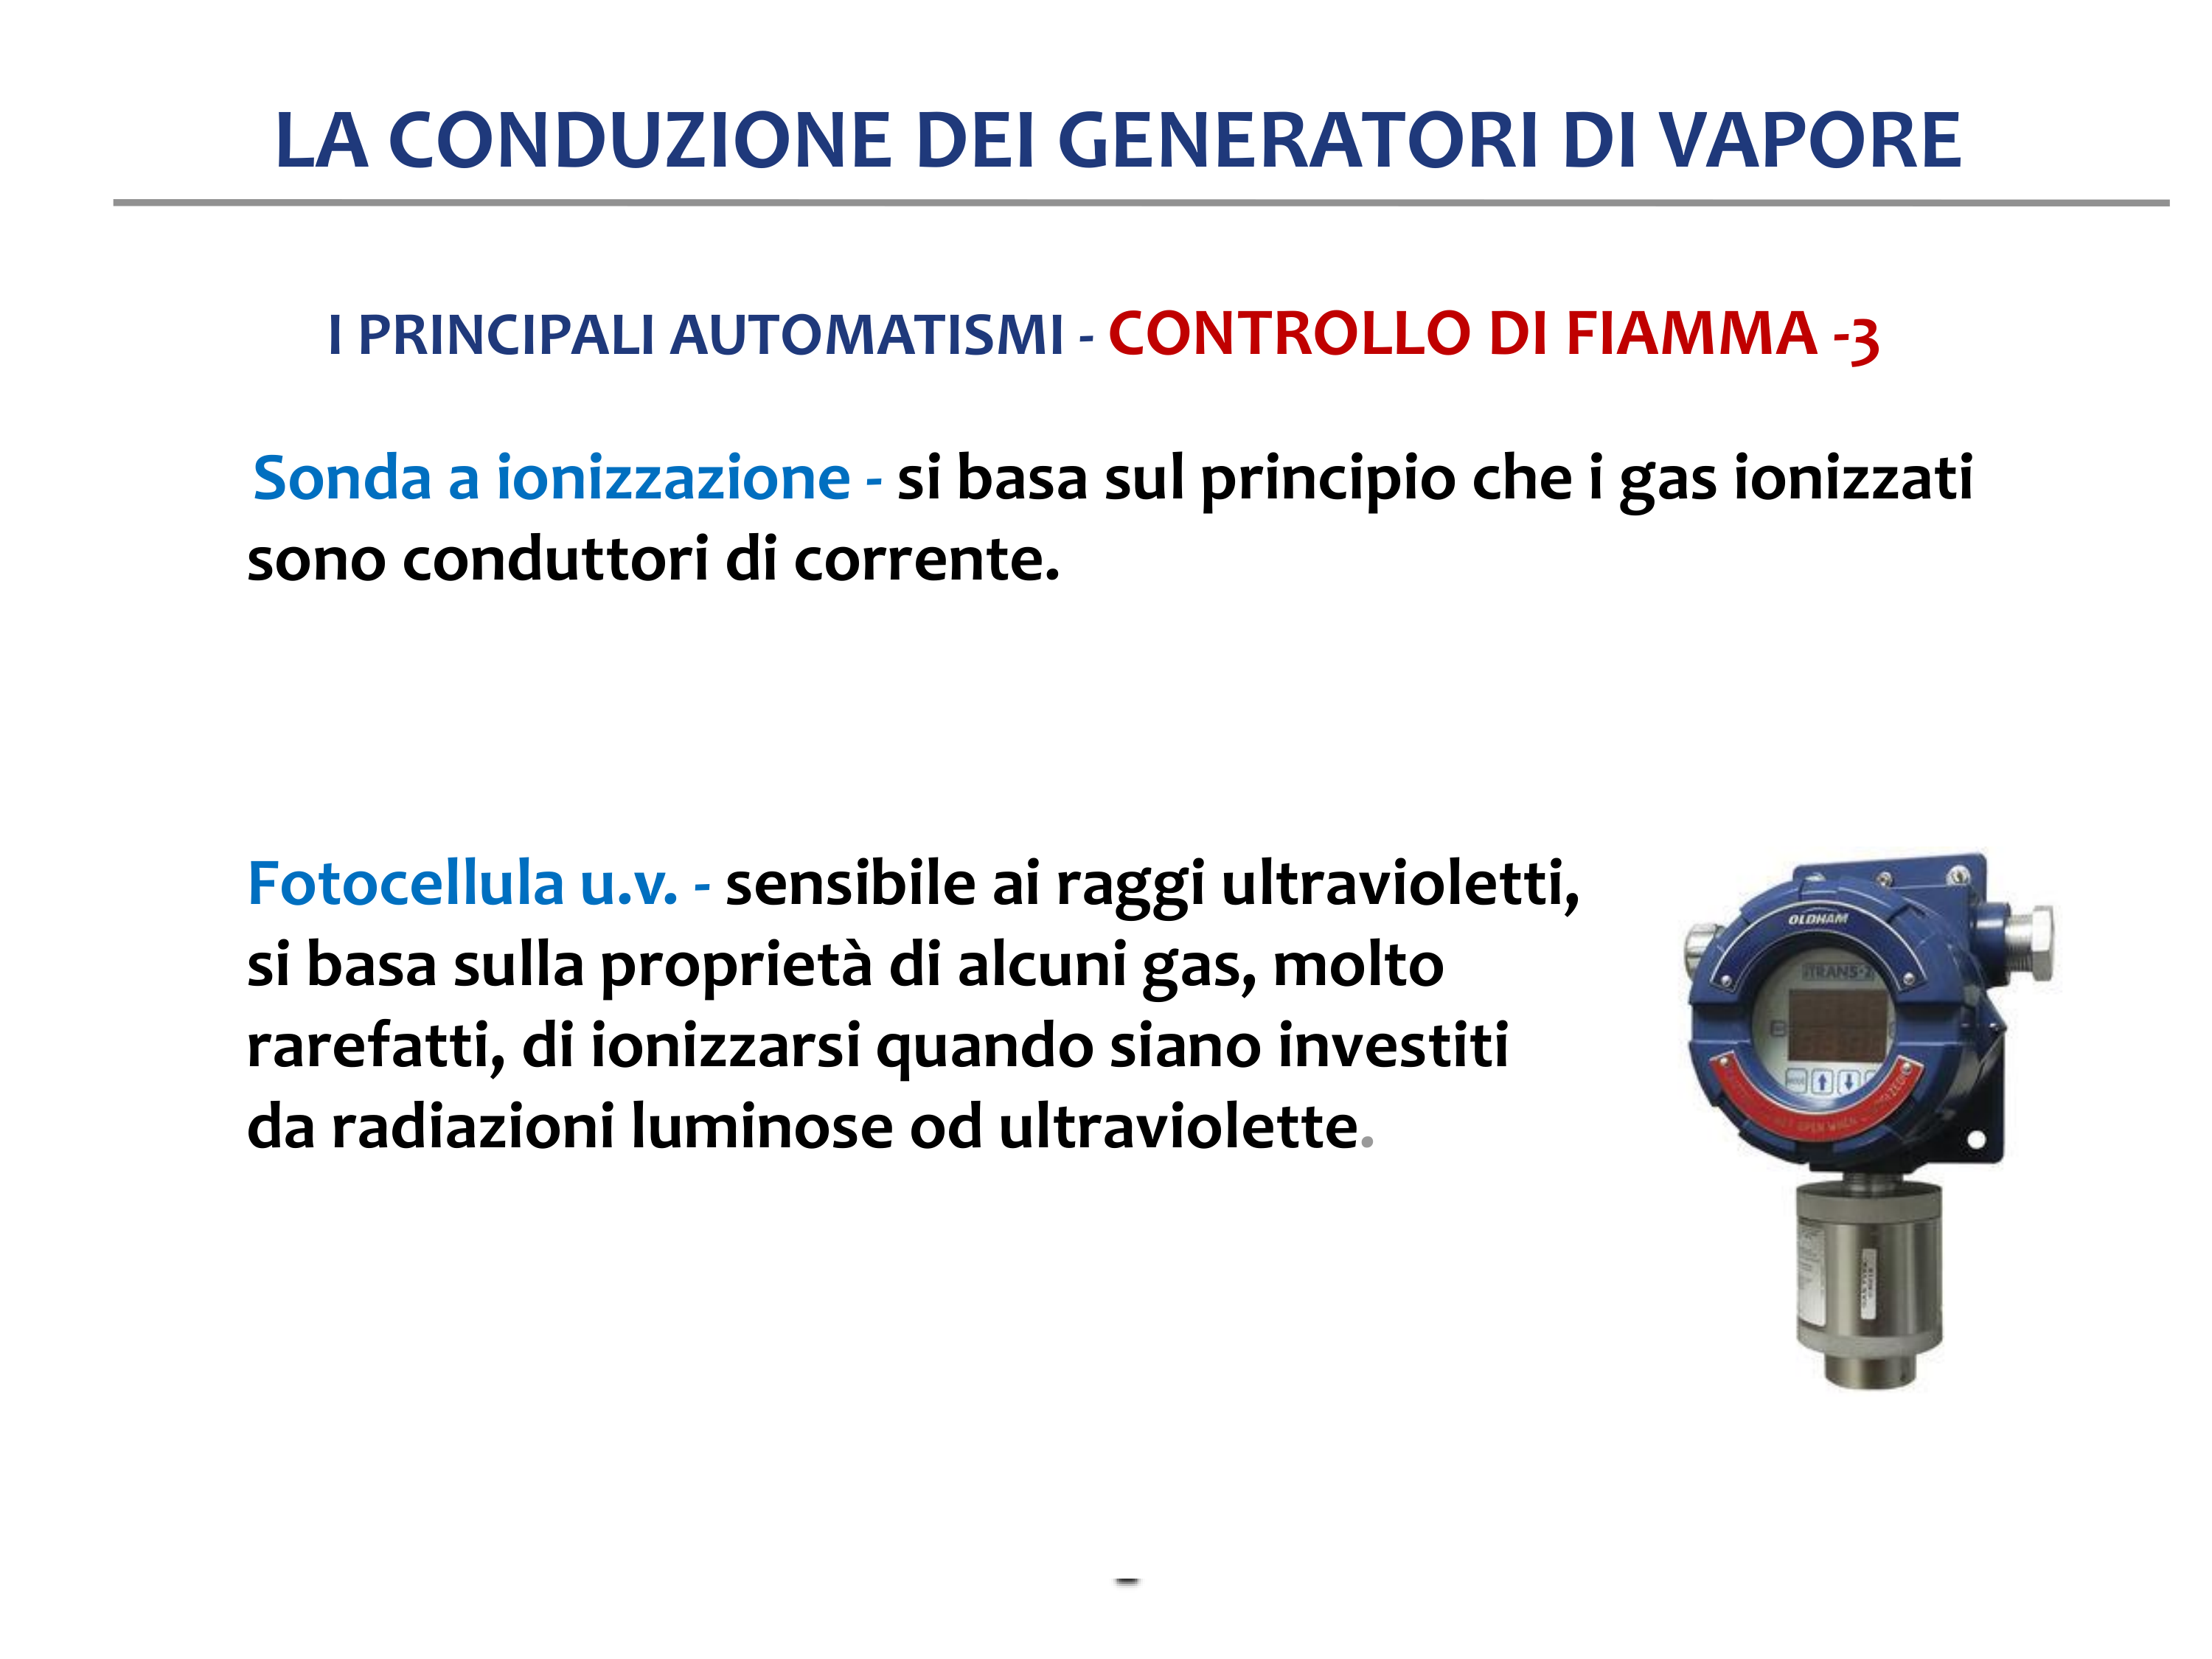 LA CONDUZIONE DEI GENERATORI DI VAPORE
I PRINCIPALI AUTOMATISMI - CONTROLLO DI FIAMMA -3
Sonda a ionizzazione - si basa sul principio che i gas ionizzati
sono conduttori di corrente.
Fotocellula u.v. - sensibile ai raggi ultravioletti,
si basa sulla proprietà di alcuni gas, molto
rarefatti, di ionizzarsi quando siano investiti
da radiazioni luminose od ultraviolette.
OLDHAM
OPEN WHEN